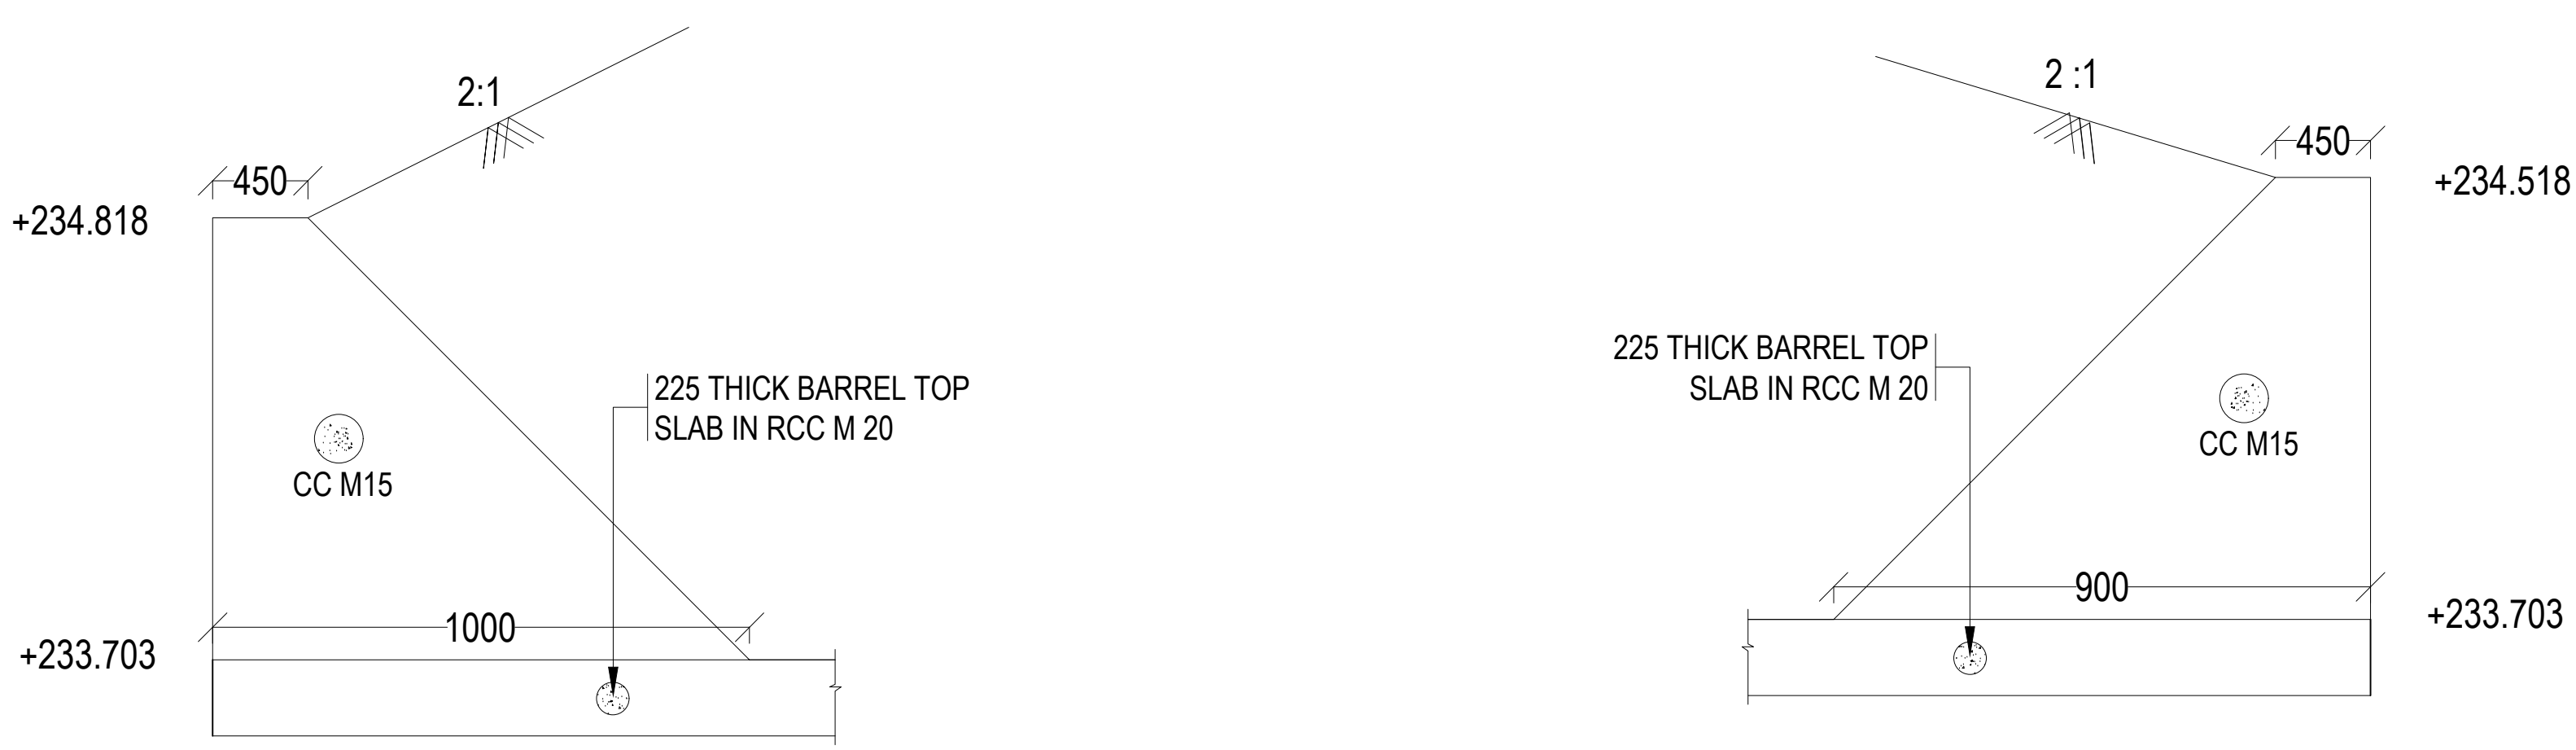 2:1
450
+234.818
225 THICK BARREL TOP
SLAB IN RCC M 20
CC M15
1000
+233.703
2 :1
450
+234.518
225 THICK BARREL TOP
SLAB IN RCC M 20
CC M15
900
+233.703